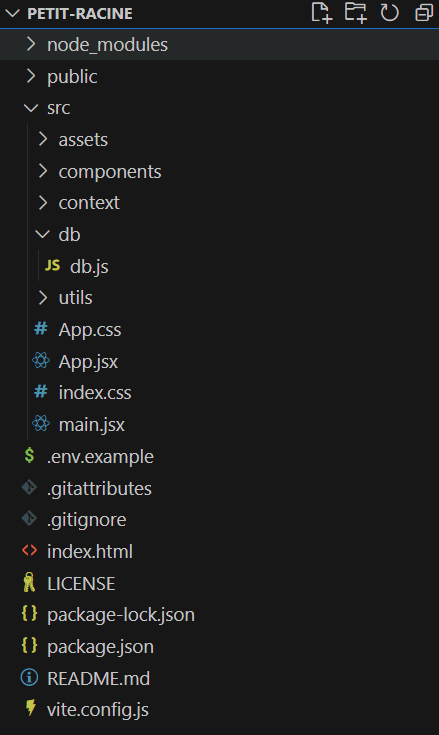 PETIT-RACINE
node_modules
public
src
assets
components
context
db
JS db.js
utils
# App.css
App.jsx
# index.css
main.jsx
$ .env.example
.gitattributes
.gitignore
<> index.html
LICENSE
{} package-lock.json
{} package.json
README.md
vite.config.js